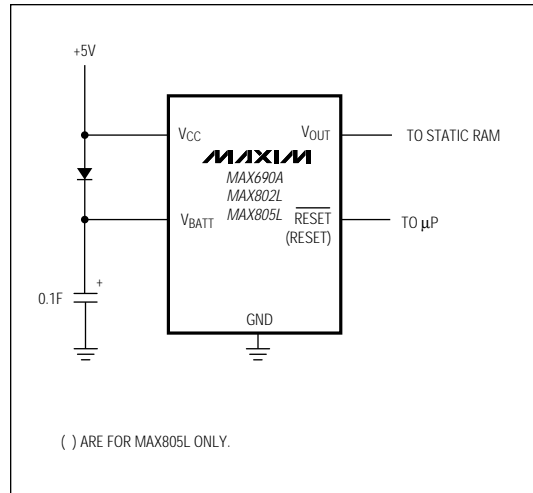 +5V
VCC
VOUT
TO STATIC RAM
MAXIM
MAX690A
MAX802L
MAX805L
VBATT
RESET
(RESET)
TO µP
0.1F
+
GND
( ) ARE FOR MAX805L ONLY.